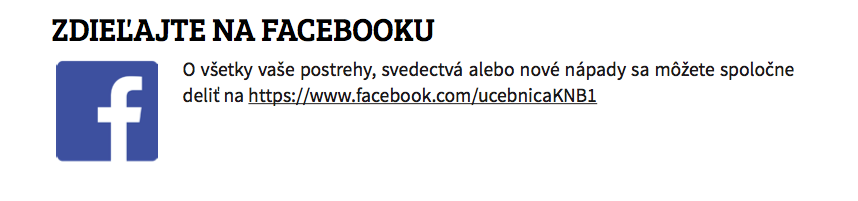 ZDIEĽAJTE NA FACEBOOKU
O všetky vaše postrehy, svedectvá alebo nové nápady sa môžete spoločne
deliť na https://www.facebook.com/ucebnicaKNB1